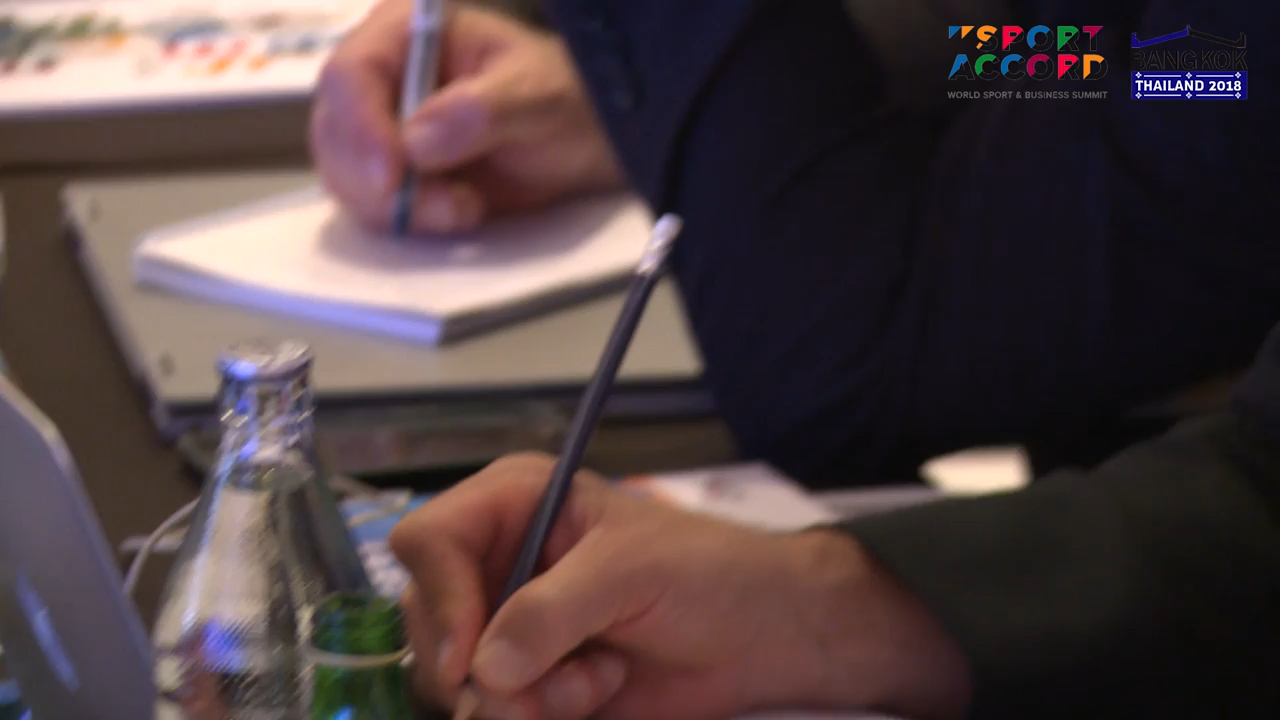 SPORT
ACCORD
WORLD SPORT & BUSINESS SUMMIT
BANGKOK
THAILAND 2018